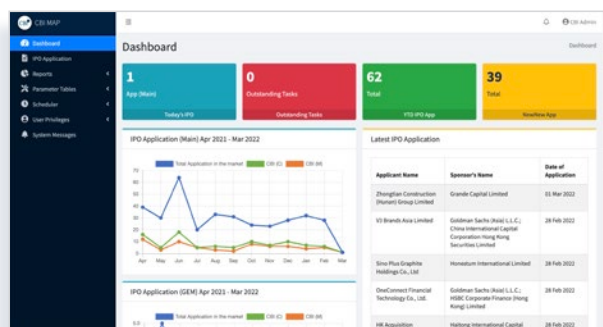 CBI MAP
CBI Admin
Dashboard
IPO Application
Reports
Parameter Tables
Scheduler
User Privileges
System Messages
Dashboard
Dashboard
1
App (Main)
Today's IPO
0
Outstanding Tasks
Outstanding Tasks
62
Total
YTD IPO App
39
Total
New/New App
IPO Application (Main) Apr 2021 - Mar 2022
Total Application in the market CBI (C) CBI (M)
70
60
50
40
30
20
10
0
Apr May Jun Jul Aug Sep Oct Nov Dec Jan Feb Mar
IPO Application (GEM) Apr 2021 - Mar 2022
Total Application in the market CBI (C) CBI (M)
5.0
Latest IPO Application
Applicant Name Sponsor's Name Date of
Application
Zhongtian Construction Grande Capital Limited 01 Mar 2022
(Hunan) Group Limited
VJ Brands Asia Limited Goldman Sachs (Asia) L.L.C.; 28 Feb 2022
China International Capital
Corporation Hong Kong
Securities Limited
Sino Plus Graphite Honestum International Limited 28 Feb 2022
Holdings Co., Ltd
OneConnect Financial Goldman Sachs (Asia) L.L.C.; 28 Feb 2022
Technology Co., Ltd. HSBC Corporate Finance (Hong
Kong) Limited
HK Acquisition Haitong International Capital 28 Feb 2022